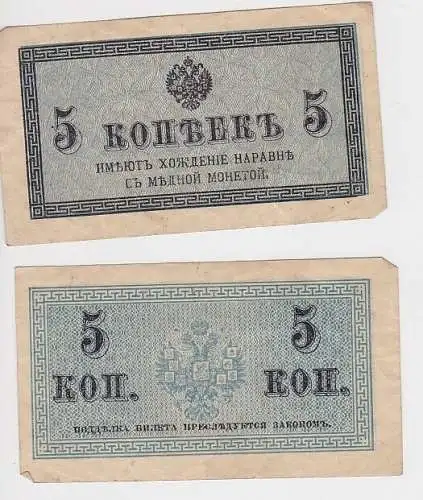 5 КОПѢЕКЪ 5
ИМѢЮТЪ ХОЖДЕНІЕ НАРАВНѢ
СЪ МѢДНОЙ МОНЕТОЙ.
5 5
КОП. КОП.
ПОДДѢЛКА БИЛЕТА ПРЕСЛѢДУЕТСЯ ЗАКОНОМЪ.